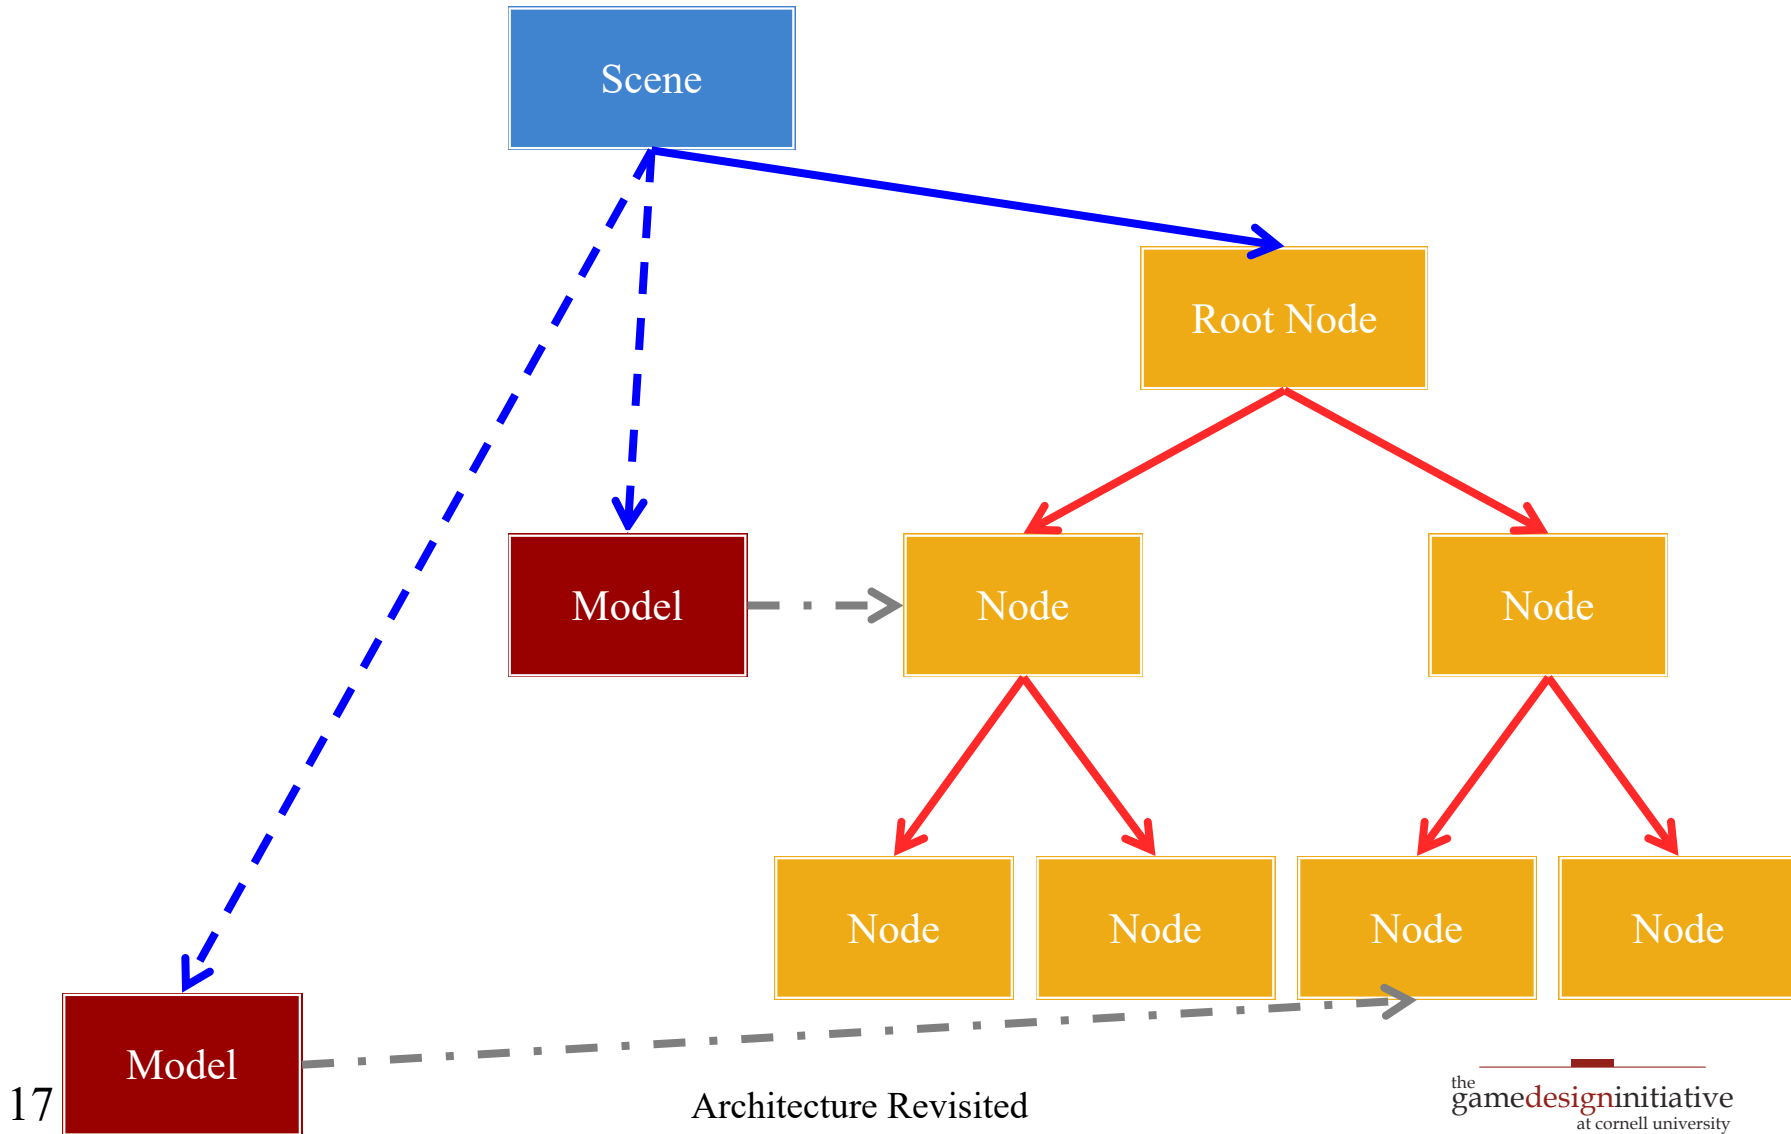 Scene
Root Node
Model
Node
Node
Node
Node
Node
Node
Model
17
Architecture Revisited
the
gamedesigninitiative
at cornell university